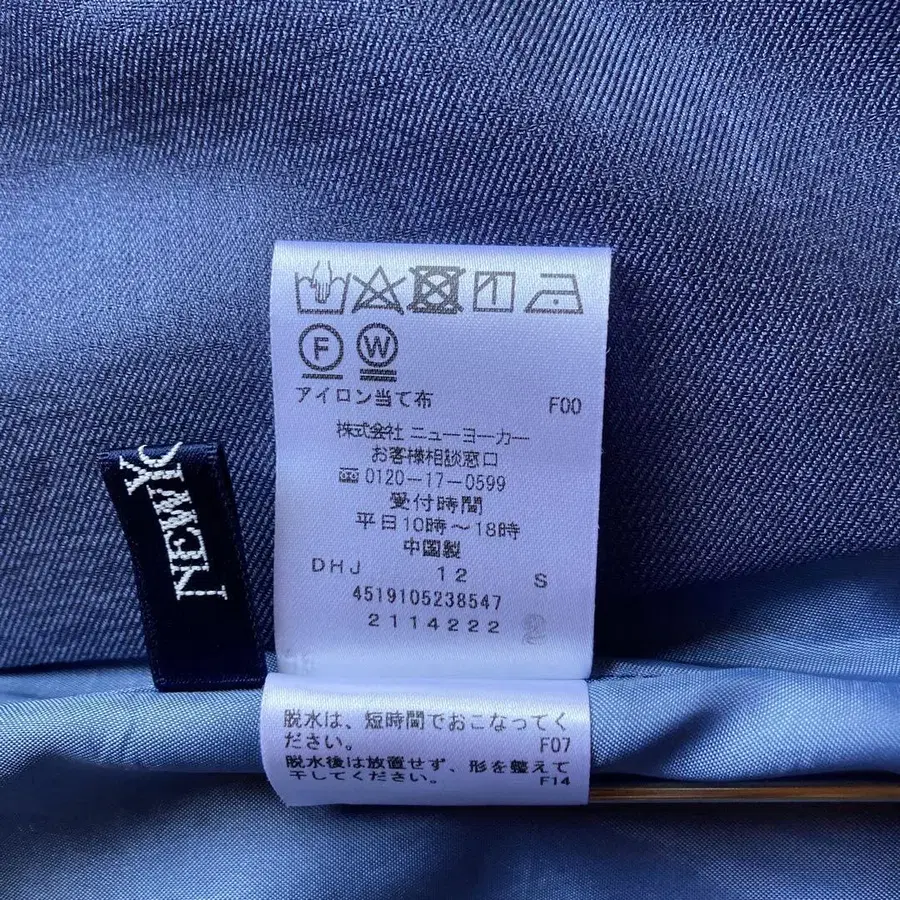 F W
アイロン当て布 F00
株式会社 ニューヨーカー
お客様相談窓口
0120-17-0599
受付時間
平日10時～18時
中国製
DHJ 12 S
4519105238547
2114222
NEWYO
脱水は、短時間でおこなってく
ださい。 F07
脱水後は放置せず、形を整えて
干してください。 F14